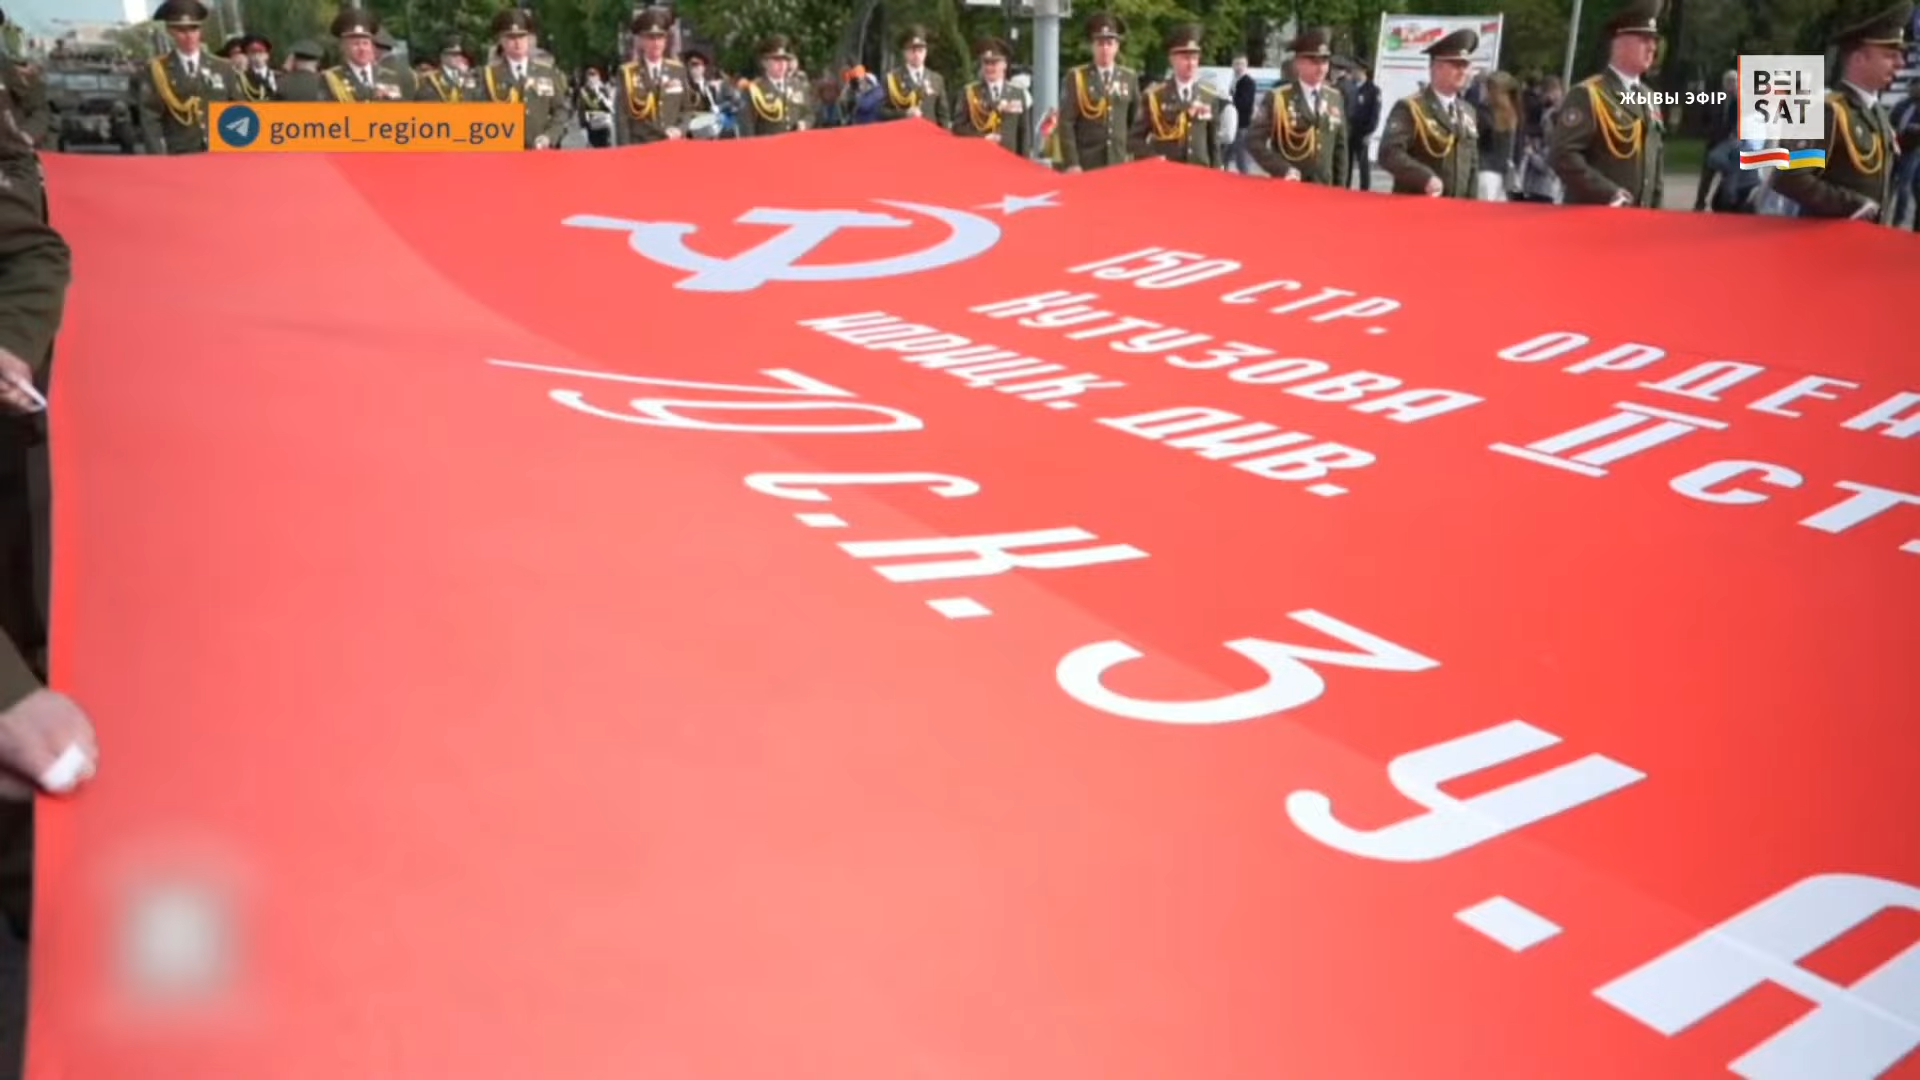 gomel_region_gov
ЖЫВЫ ЭФІР
BEL
SAT
150 СТР. ОРДЕН
КУТУЗОВА II СТ.
ИДРИЦК. ДИВ.
79 С.К. 3 У.А